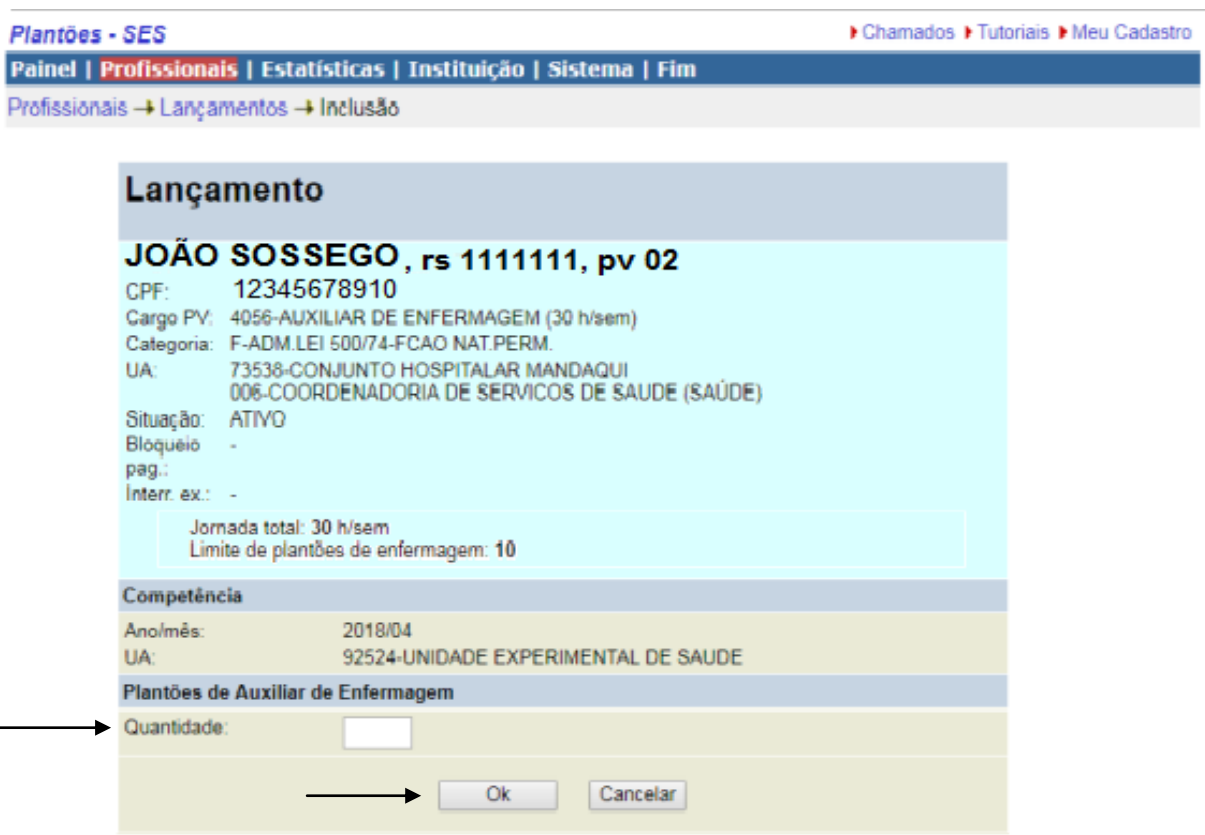 Plantões - SES
Chamados Tutoriais Meu Cadastro
Painel | Profissionais | Estatísticas | Instituição | Sistema | Fim
Profissionais → Lançamentos → Inclusão
Lançamento
JOÃO SOSSEGO, rs 1111111, pv 02
CPF: 12345678910
Cargo PV: 4056-AUXILIAR DE ENFERMAGEM (30 h/sem)
Categoria: F-ADM.LEI 500/74-FCAO NAT.PERM.
UA: 73538-CONJUNTO HOSPITALAR MANDAQUI
006-COORDENADORIA DE SERVICOS DE SAUDE (SAÚDE)
Situação: ATIVO
Bloqueio -
pag.:
Interr. ex.: -
Jornada total: 30 h/sem
Limite de plantões de enfermagem: 10
Competência
Ano/mês: 2018/04
UA: 92524-UNIDADE EXPERIMENTAL DE SAUDE
Plantões de Auxiliar de Enfermagem
Quantidade:
Ok Cancelar